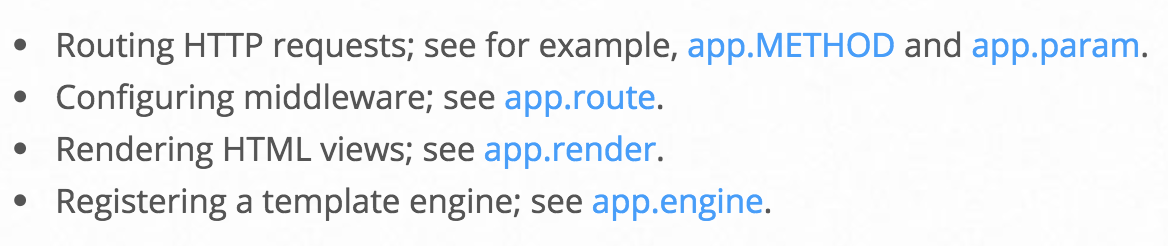 • Routing HTTP requests; see for example, app.METHOD and app.param.
• Configuring middleware; see app.route.
• Rendering HTML views; see app.render.
• Registering a template engine; see app.engine.